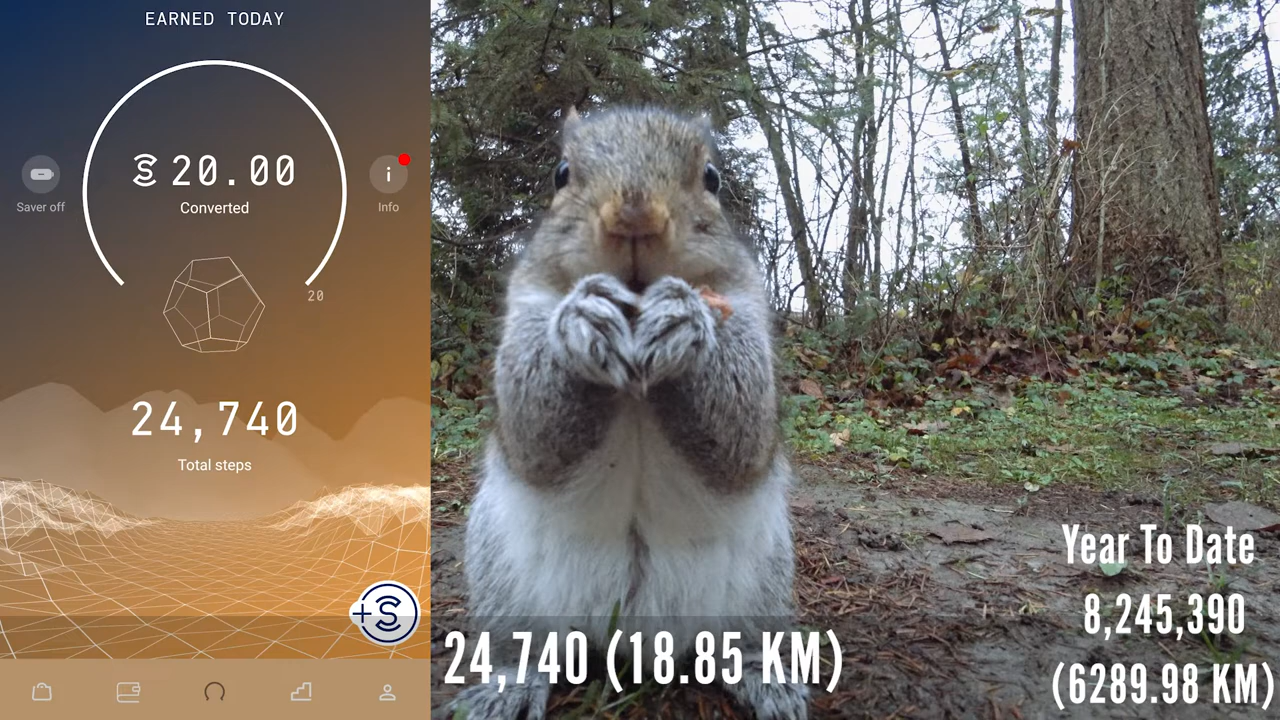 EARNED TODAY
20.00
Converted
Saver off
i
Info
20
24,740
Total steps
+S
24,740 (18.85 KM)
Year To Date
8,245,390
(6289.98 KM)